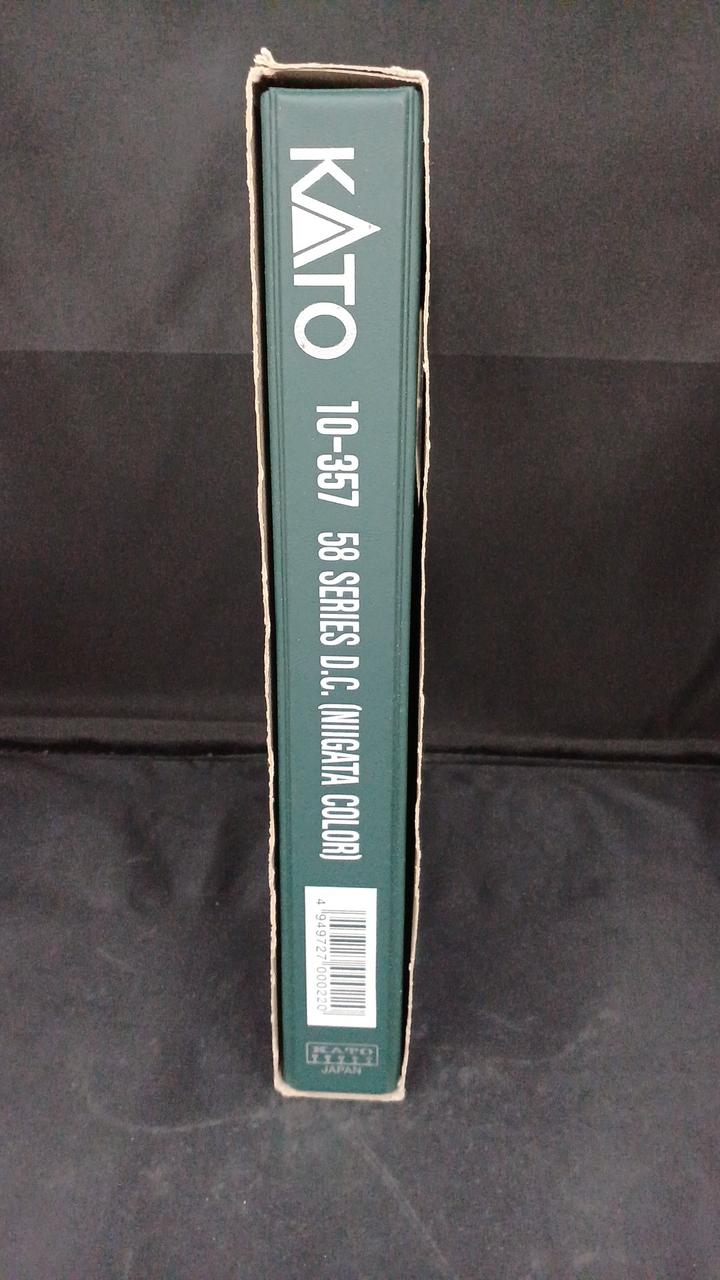 KATO 10-357 58 SERIES D.C. (NIIGATA COLOR)
4 949727 000220
KATO
JAPAN